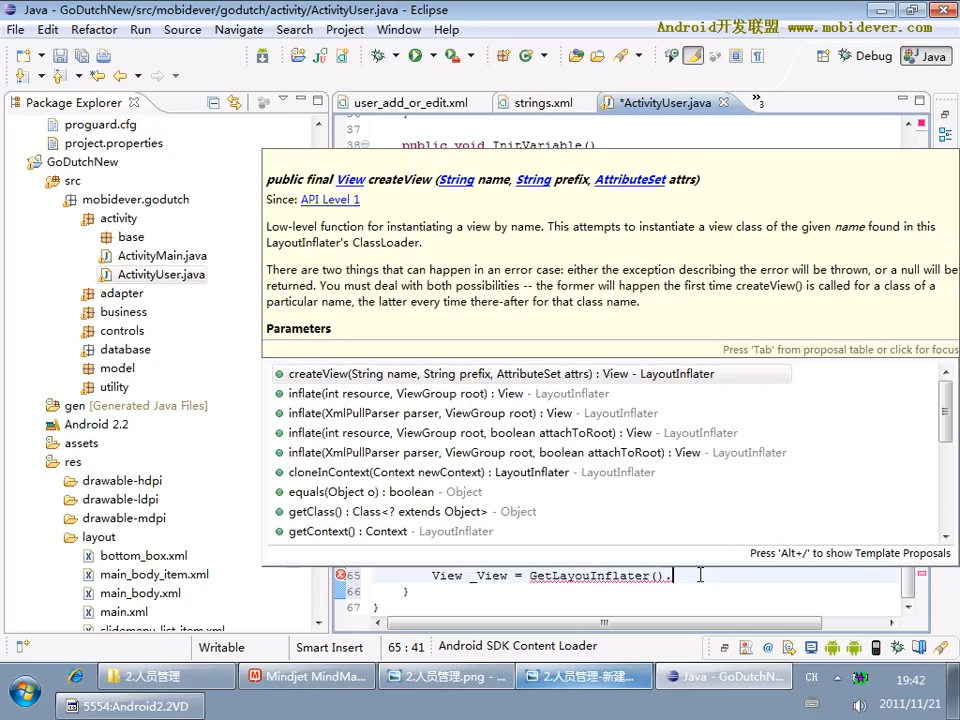 Java - GoDutchNew/src/mobidever/godutch/activity/ActivityUser.java - Eclipse
File Edit Refactor Run Source Navigate Search Project Window Help
Android开发联盟 www.mobidever.com
Debug Java
Package Explorer
user_add_or_edit.xml strings.xml *ActivityUser.java »3
proguard.cfg
project.properties
GoDutchNew
src
mobidever.godutch
activity
base
ActivityMain.java
ActivityUser.java
adapter
business
controls
database
model
utility
gen [Generated Java Files]
Android 2.2
assets
res
drawable-hdpi
drawable-ldpi
drawable-mdpi
layout
bottom_box.xml
main_body_item.xml
main_body.xml
main.xml
slidemenu_list_item.xml
37
38 public void InitVariable()
public final View createView (String name, String prefix, AttributeSet attrs)
Since: API Level 1
Low-level function for instantiating a view by name. This attempts to instantiate a view class of the given name found in this
LayoutInflater's ClassLoader.
There are two things that can happen in an error case: either the exception describing the error will be thrown, or a null will be
returned. You must deal with both possibilities -- the former will happen the first time createView() is called for a class of a
particular name, the latter every time there-after for that class name.
Parameters
Press 'Tab' from proposal table or click for focus
createView(String name, String prefix, AttributeSet attrs) : View - LayoutInflater
inflate(int resource, ViewGroup root) : View - LayoutInflater
inflate(XmlPullParser parser, ViewGroup root) : View - LayoutInflater
inflate(int resource, ViewGroup root, boolean attachToRoot) : View - LayoutInflater
inflate(XmlPullParser parser, ViewGroup root, boolean attachToRoot) : View - LayoutInflater
cloneInContext(Context newContext) : LayoutInflater - LayoutInflater
equals(Object o) : boolean - Object
getClass() : Class<? extends Object> - Object
getContext() : Context - LayoutInflater
Press 'Alt+/' to show Template Proposals
65 View _View = GetLayouInflater().
66 }
67 }
Writable Smart Insert 65 : 41 Android SDK Content Loader
2.人员管理 Mindjet MindMa... 2.人员管理.png - ... 2.人员管理-新建... Java - GoDutchN... CH 19:42
5554:Android2.2VD 2011/11/21